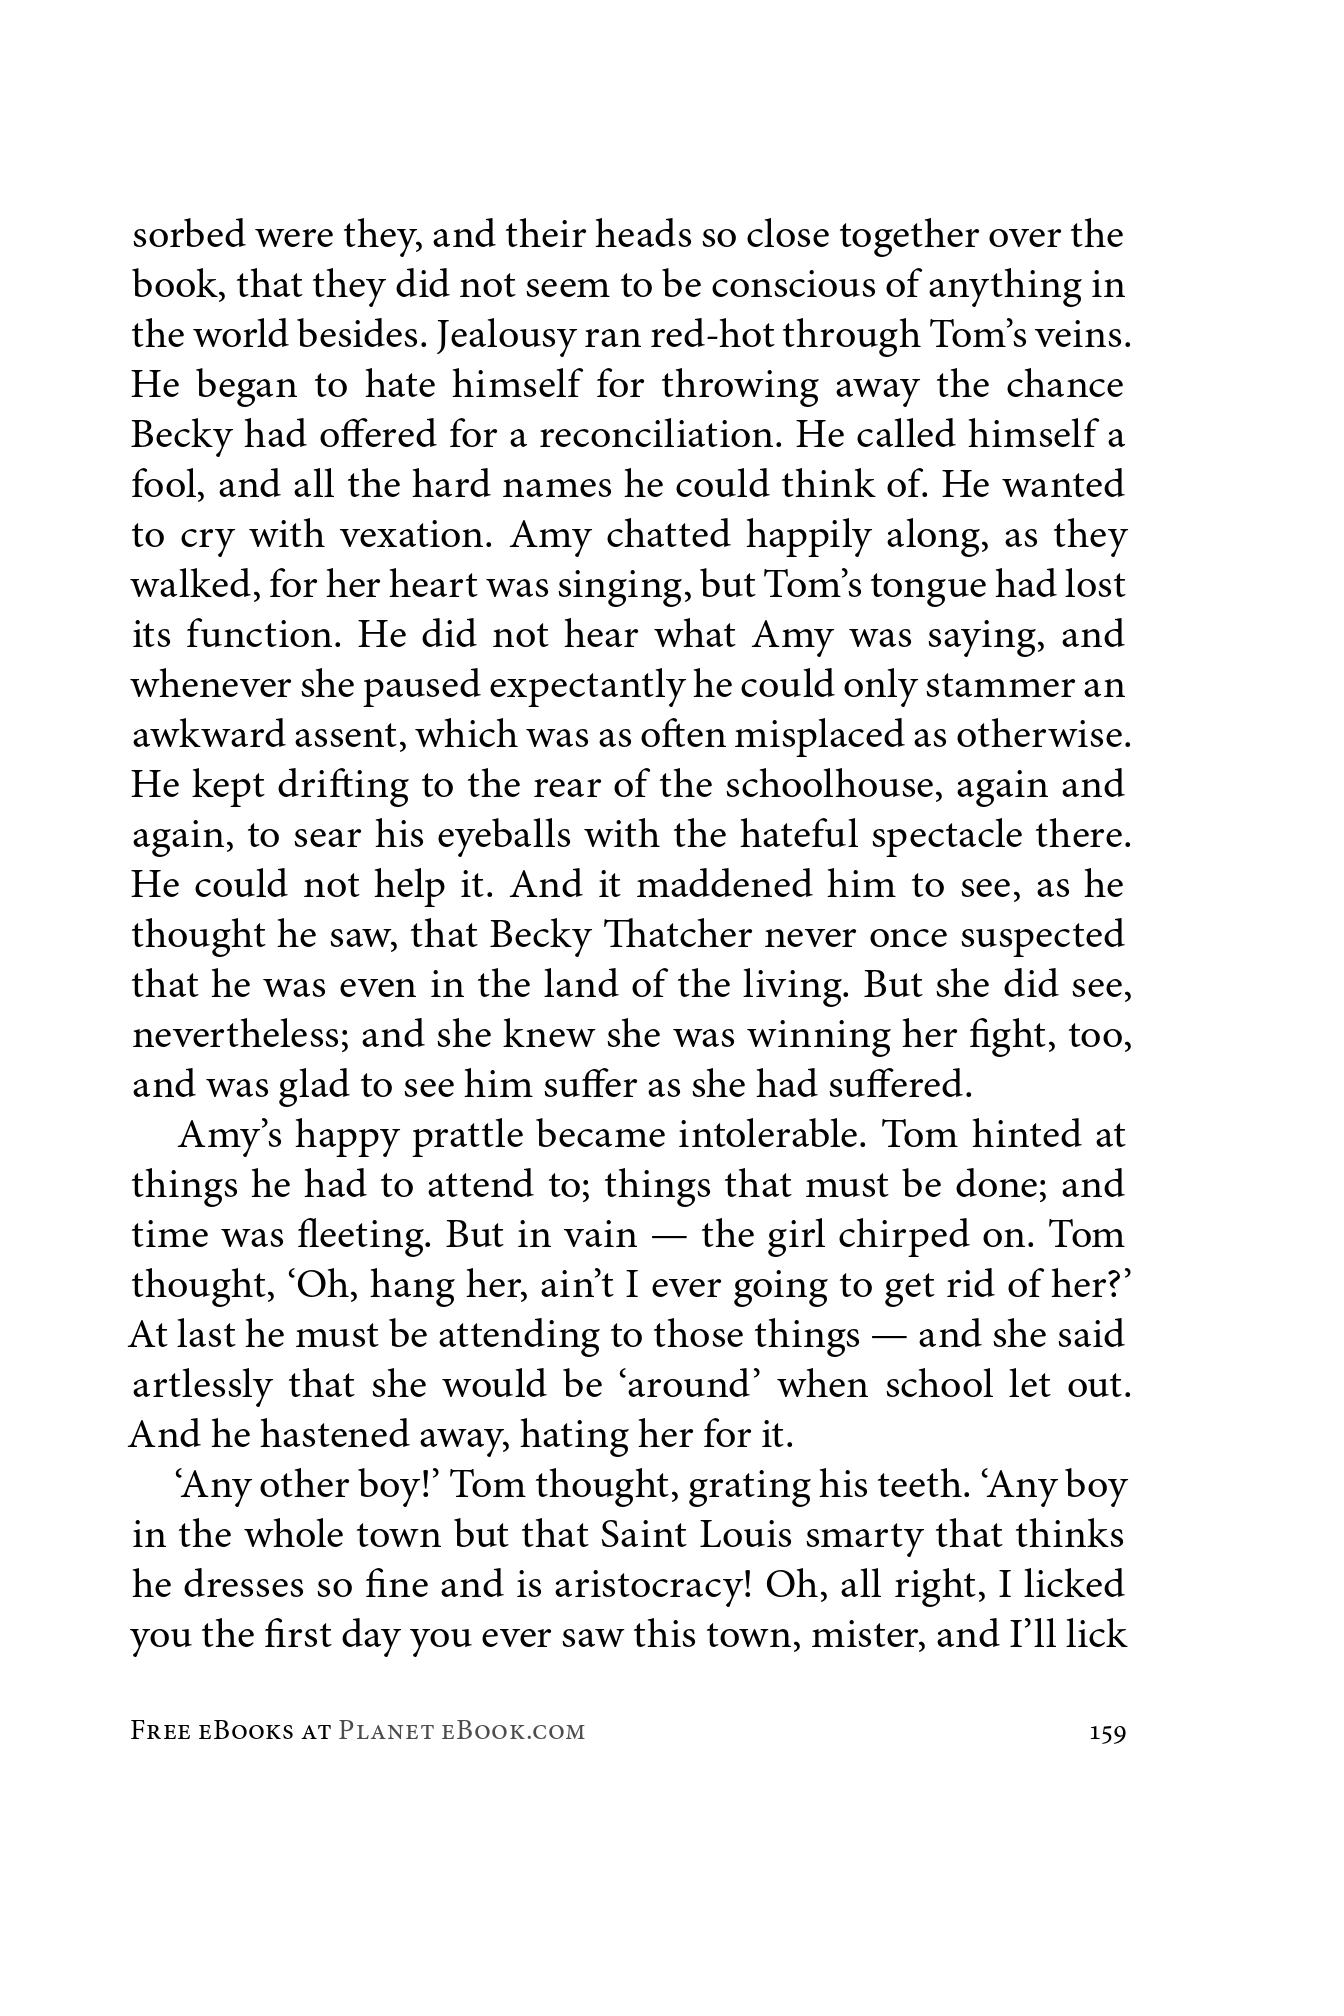 sorbed were they, and their heads so close together over the
book, that they did not seem to be conscious of anything in
the world besides. Jealousy ran red-hot through Tom’s veins.
He began to hate himself for throwing away the chance
Becky had offered for a reconciliation. He called himself a
fool, and all the hard names he could think of. He wanted
to cry with vexation. Amy chatted happily along, as they
walked, for her heart was singing, but Tom’s tongue had lost
its function. He did not hear what Amy was saying, and
whenever she paused expectantly he could only stammer an
awkward assent, which was as often misplaced as otherwise.
He kept drifting to the rear of the schoolhouse, again and
again, to sear his eyeballs with the hateful spectacle there.
He could not help it. And it maddened him to see, as he
thought he saw, that Becky Thatcher never once suspected
that he was even in the land of the living. But she did see,
nevertheless; and she knew she was winning her fight, too,
and was glad to see him suffer as she had suffered.
Amy’s happy prattle became intolerable. Tom hinted at
things he had to attend to; things that must be done; and
time was fleeting. But in vain — the girl chirped on. Tom
thought, ‘Oh, hang her, ain’t I ever going to get rid of her?’
At last he must be attending to those things — and she said
artlessly that she would be ‘around’ when school let out.
And he hastened away, hating her for it.
‘Any other boy!’ Tom thought, grating his teeth. ‘Any boy
in the whole town but that Saint Louis smarty that thinks
he dresses so fine and is aristocracy! Oh, all right, I licked
you the first day you ever saw this town, mister, and I’ll lick
Free eBooks at Planet eBook.com 159